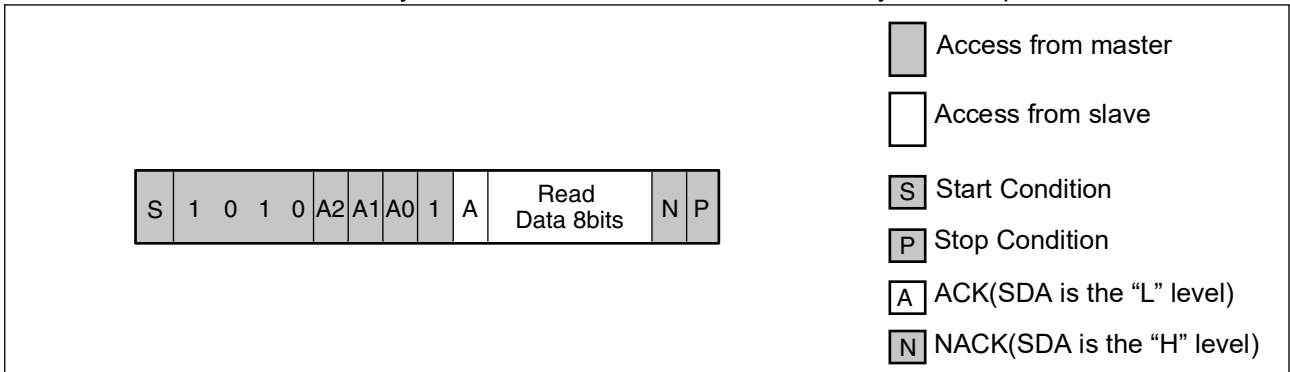 S 1 0 1 0 A2 A1 A0 1 A Read Data 8bits N P
Access from master
Access from slave
S Start Condition
P Stop Condition
A ACK(SDA is the “L” level)
N NACK(SDA is the “H” level)